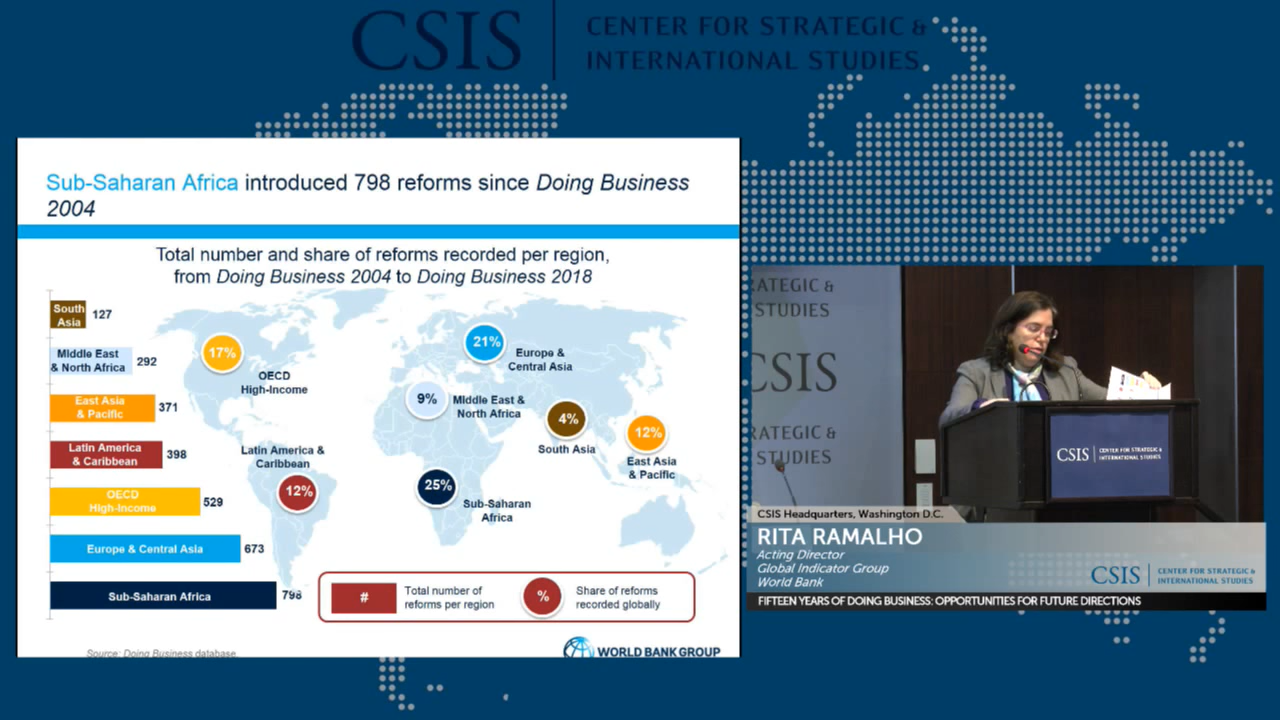 CSIS
CENTER FOR STRATEGIC &
INTERNATIONAL STUDIES
Sub-Saharan Africa introduced 798 reforms since Doing Business
2004
Total number and share of reforms recorded per region,
from Doing Business 2004 to Doing Business 2018
South
Asia
127
Middle East
& North Africa
292
East Asia
& Pacific
371
Latin America
& Caribbean
398
OECD
High-Income
529
Europe & Central Asia
673
Sub-Saharan Africa
798
17%
OECD
High-Income
21%
Europe &
Central Asia
9%
Middle East &
North Africa
4%
South Asia
12%
East Asia
& Pacific
Latin America &
Caribbean
12%
25%
Sub-Saharan
Africa
#
Total number of
reforms per region
%
Share of reforms
recorded globally
Source: Doing Business database.
WORLD BANK GROUP
ATEGIC &
STUDIES
CSIS
RATEGIC &
STUDIES
CSIS
CENTER FOR STRATEGIC &
INTERNATIONAL STUDIES
CSIS Headquarters, Washington D.C.
RITA RAMALHO
Acting Director
Global Indicator Group
World Bank
CSIS
CENTER FOR STRATEGIC &
INTERNATIONAL STUDIES
FIFTEEN YEARS OF DOING BUSINESS: OPPORTUNITIES FOR FUTURE DIRECTIONS